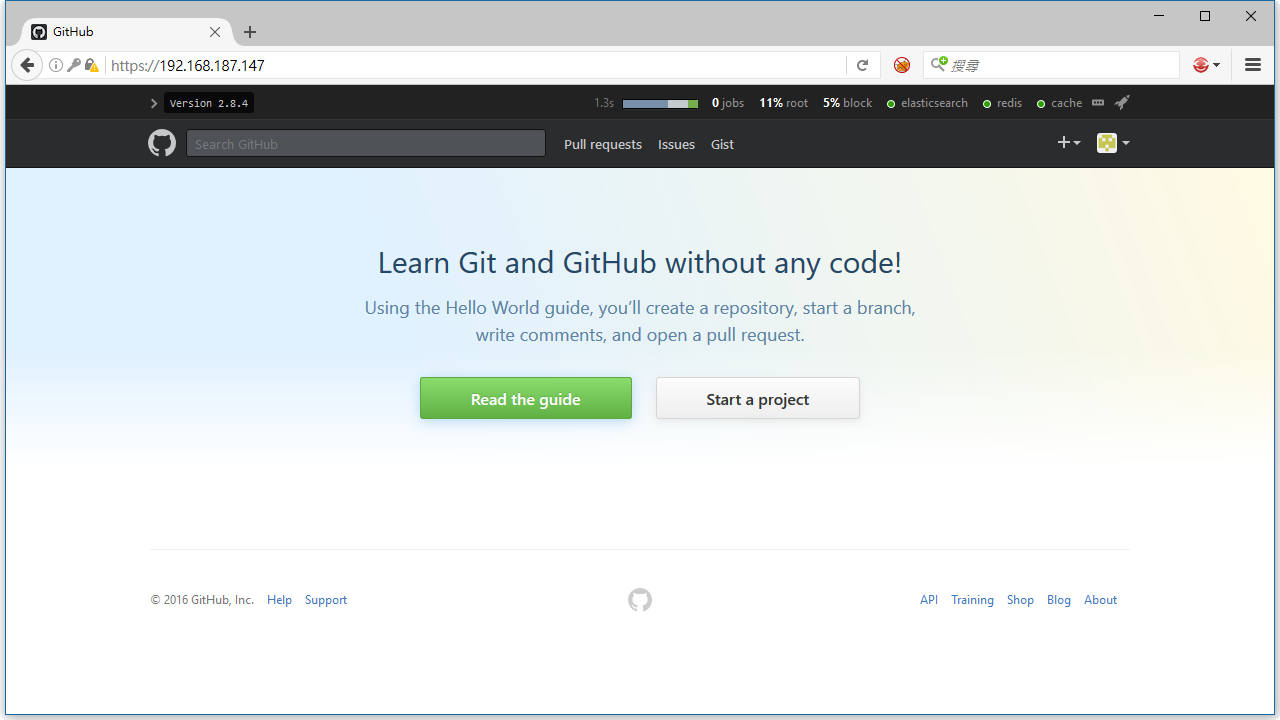 GitHub
https://192.168.187.147
搜尋
Version 2.8.4
1.3s
0 jobs
11% root
5% block
elasticsearch
redis
cache
Search GitHub
Pull requests
Issues
Gist
Learn Git and GitHub without any code!
Using the Hello World guide, you’ll create a repository, start a branch,
write comments, and open a pull request.
Read the guide
Start a project
© 2016 GitHub, Inc.
Help
Support
API
Training
Shop
Blog
About